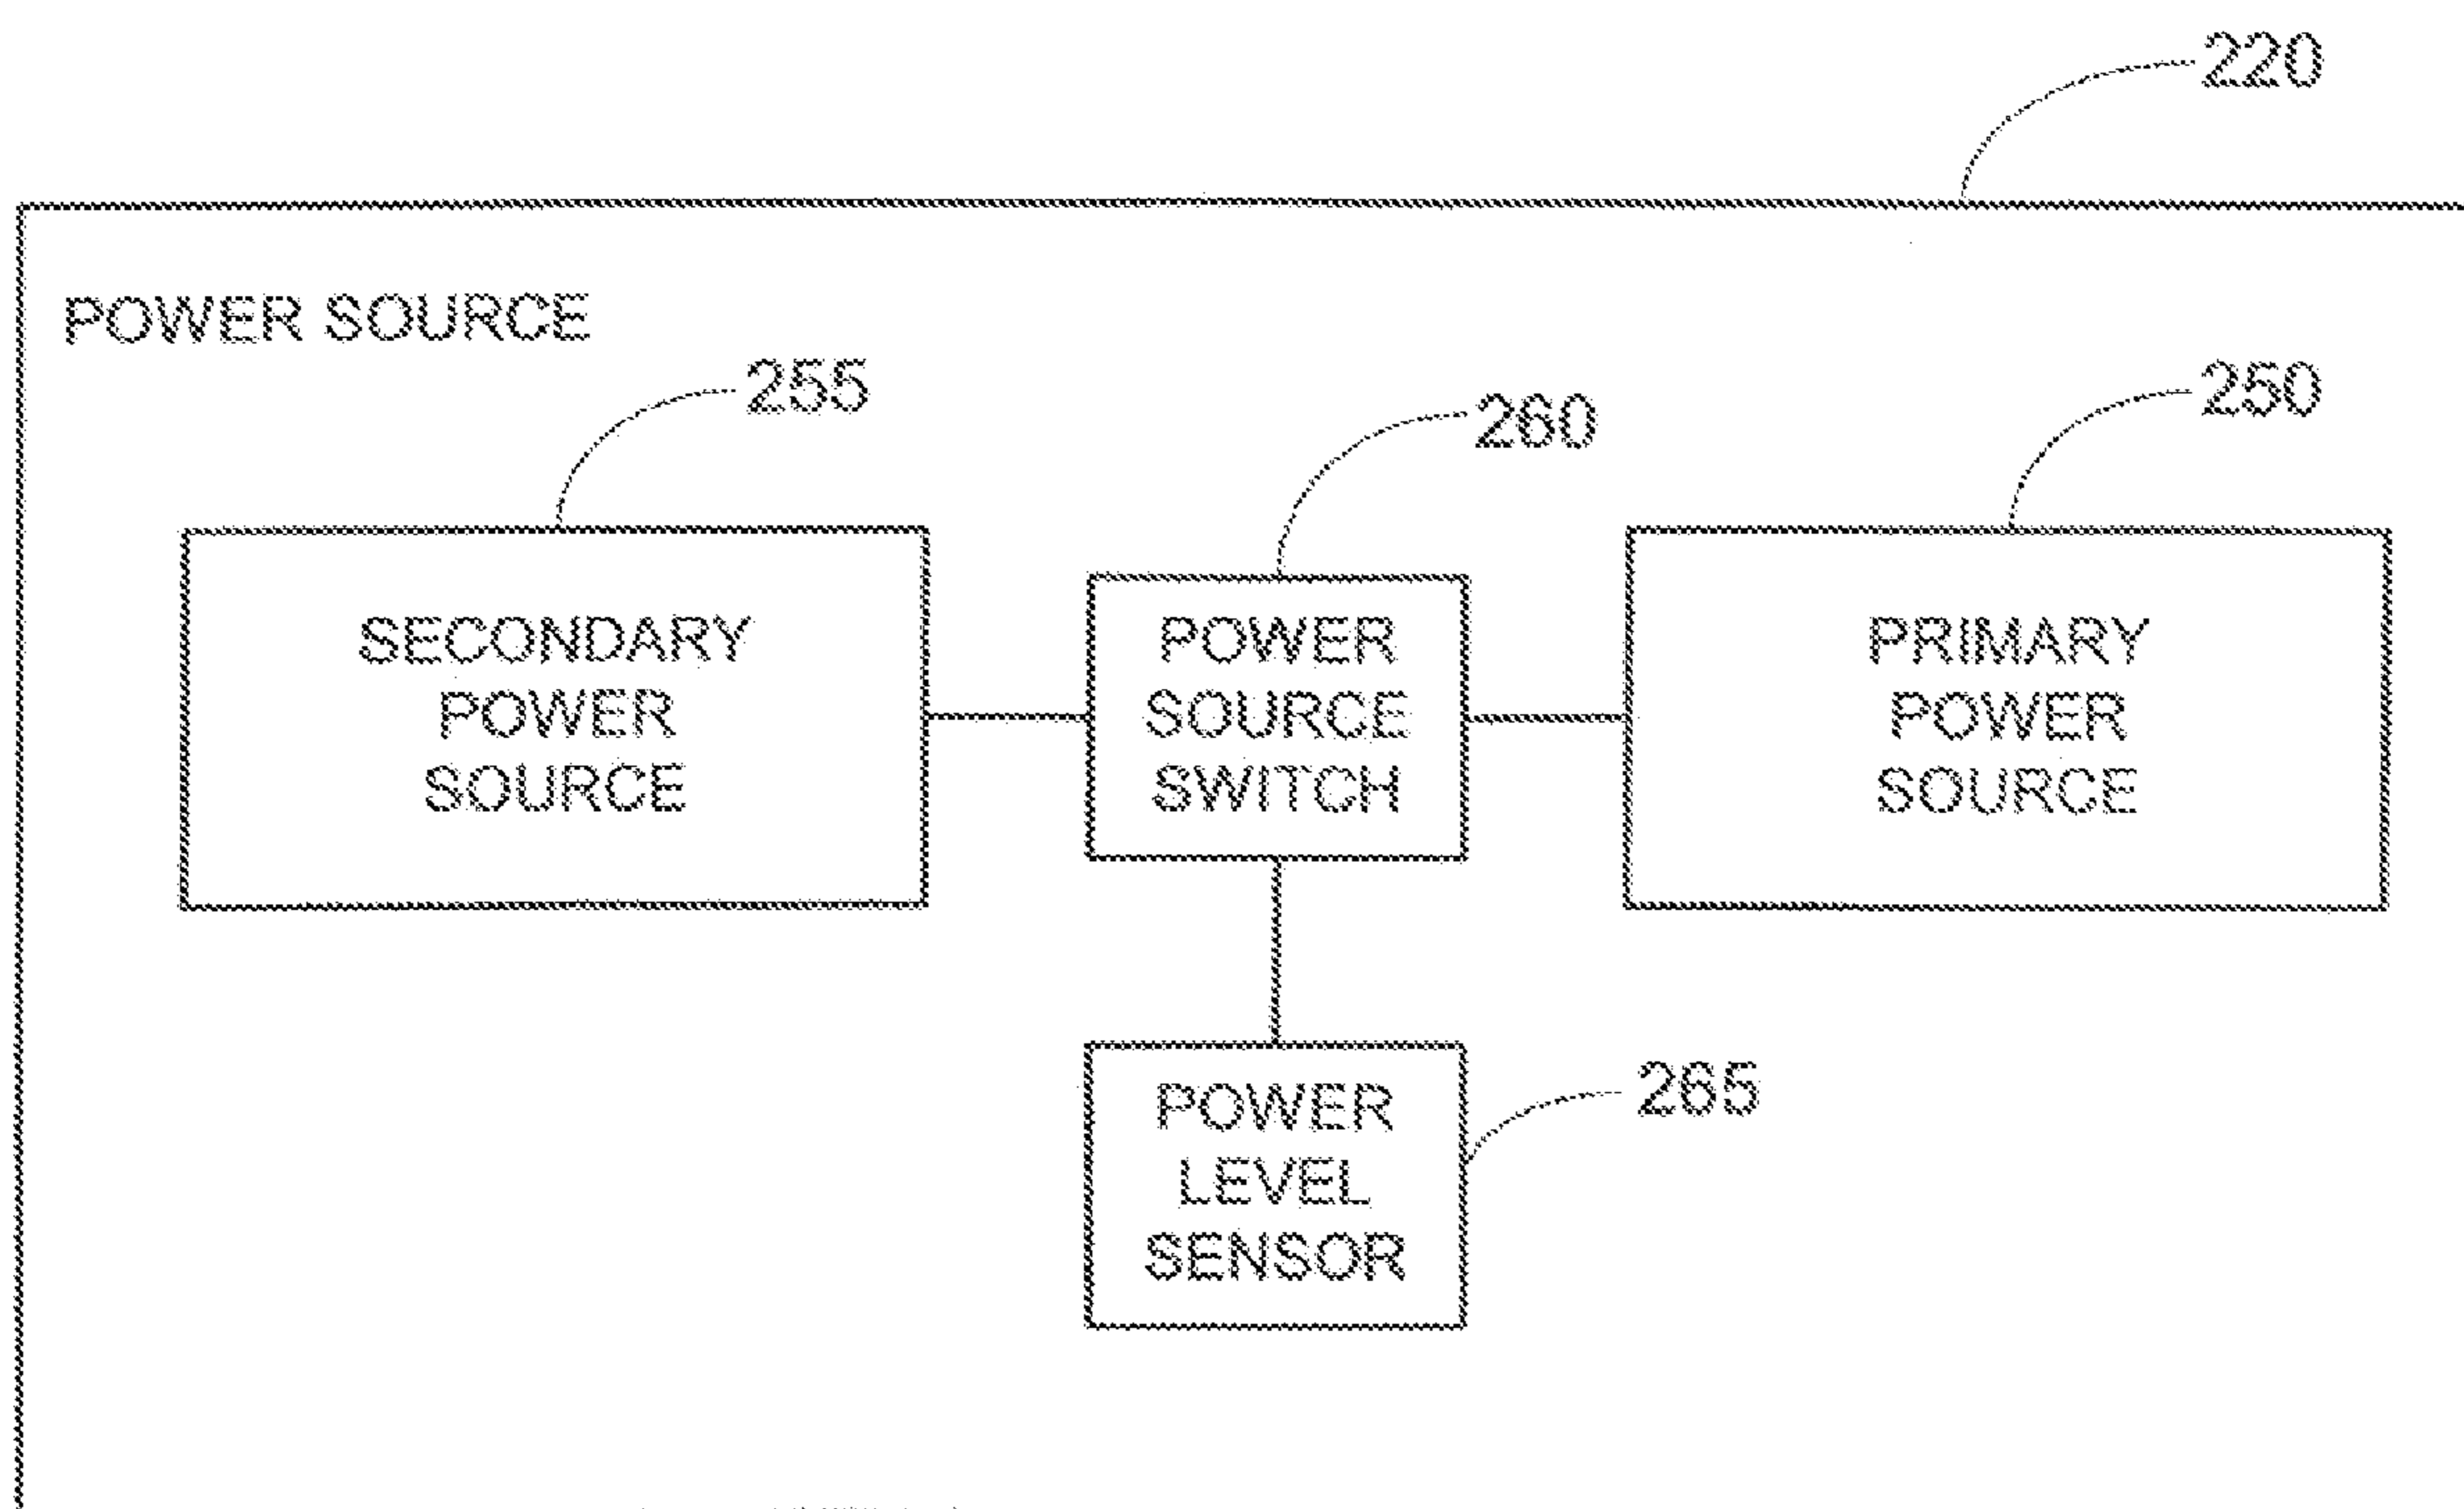 220
POWER SOURCE
255
260
250
SECONDARY
POWER
SOURCE
POWER
SOURCE
SWITCH
PRIMARY
POWER
SOURCE
POWER
LEVEL
SENSOR
265